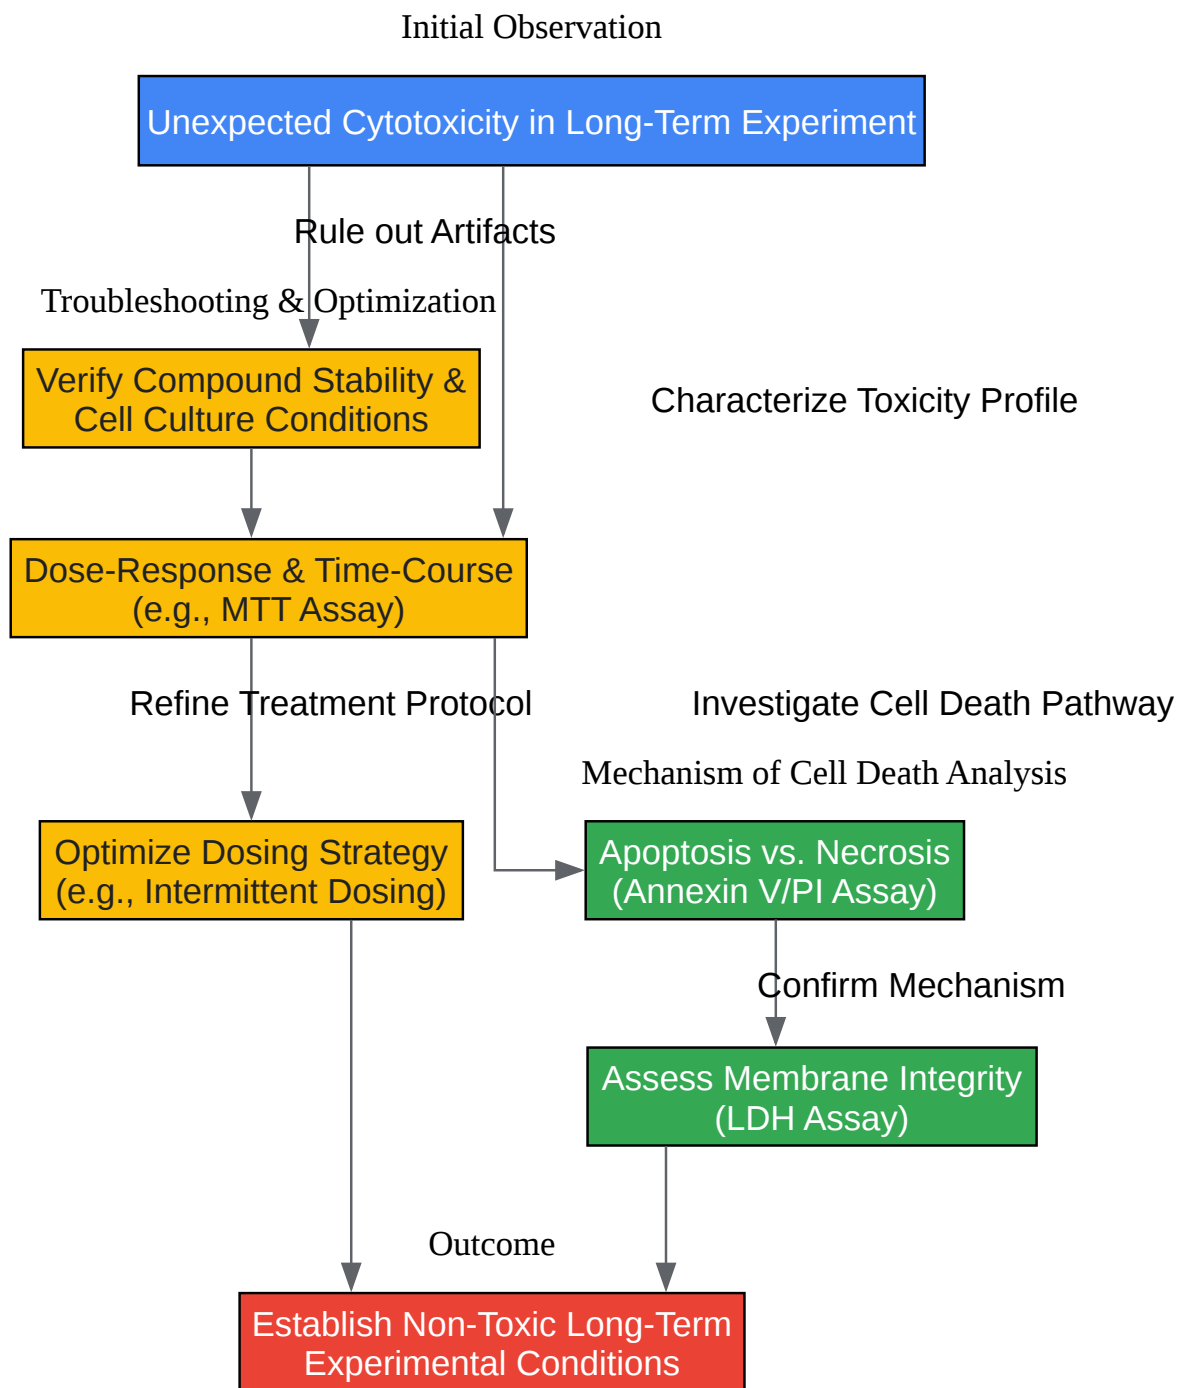 Initial Observation
Unexpected Cytotoxicity in Long-Term Experiment
Rule out Artifacts
Troubleshooting & Optimization
Verify Compound Stability &
Cell Culture Conditions
Characterize Toxicity Profile
Dose-Response & Time-Course
(e.g., MTT Assay)
Refine Treatment Protocol
Investigate Cell Death Pathway
Mechanism of Cell Death Analysis
Optimize Dosing Strategy
(e.g., Intermittent Dosing)
Apoptosis vs. Necrosis
(Annexin V/PI Assay)
Confirm Mechanism
Assess Membrane Integrity
(LDH Assay)
Outcome
Establish Non-Toxic Long-Term
Experimental Conditions